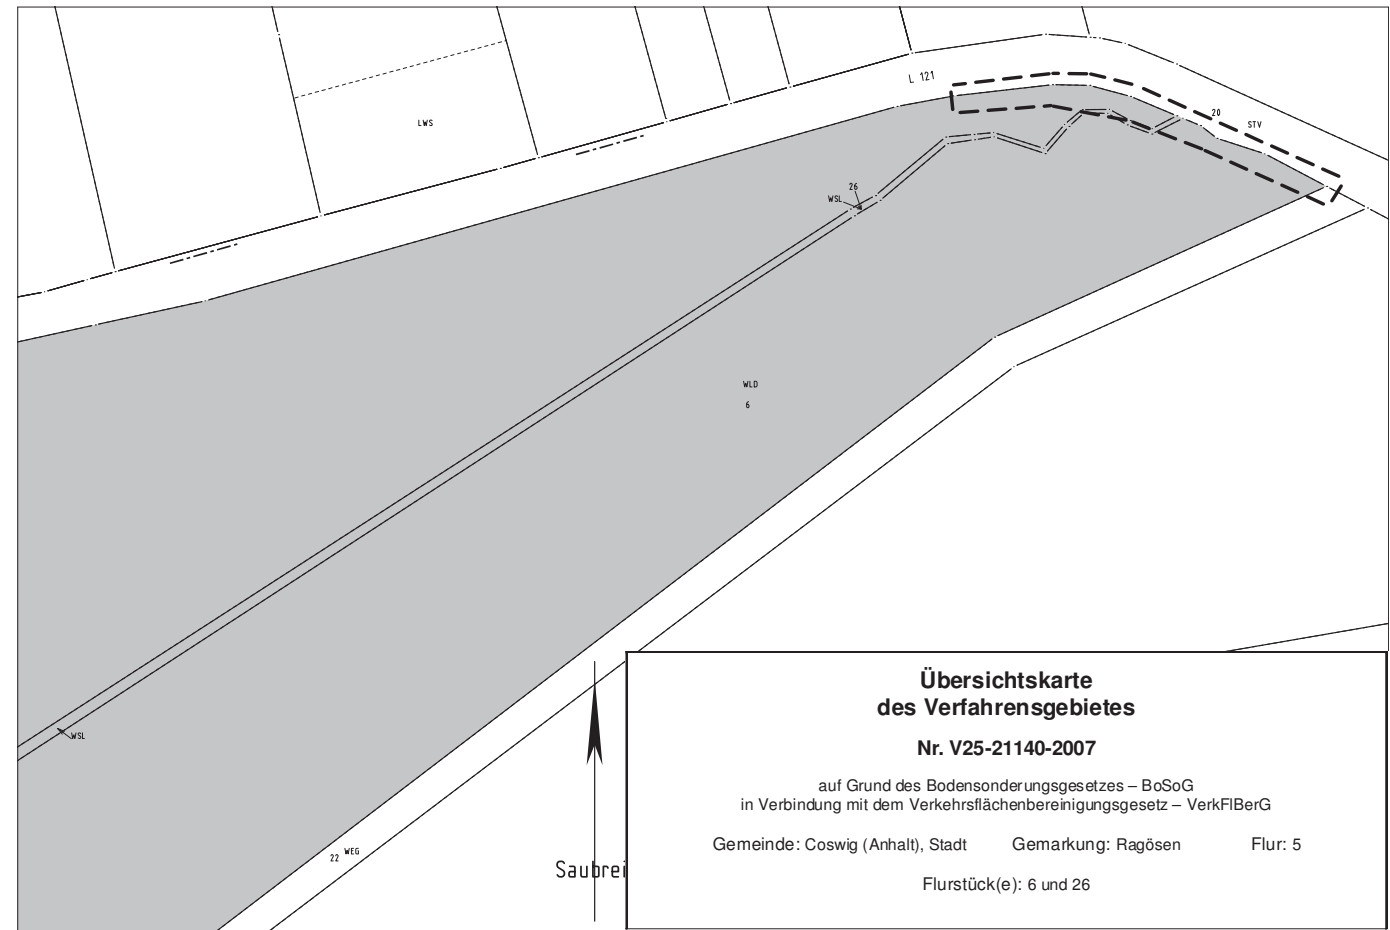 L 121
LWS
20
STV
26
WSL
WLD
6
WSL
22 WEG
Saubrei
Übersichtskarte
des Verfahrensgebietes
Nr. V25-21140-2007
auf Grund des Bodensonderungsgesetzes – BoSoG
in Verbindung mit dem Verkehrsflächenbereinigungsgesetz – VerkFlBerG
Gemeinde: Coswig (Anhalt), Stadt Gemarkung: Ragösen Flur: 5
Flurstück(e): 6 und 26